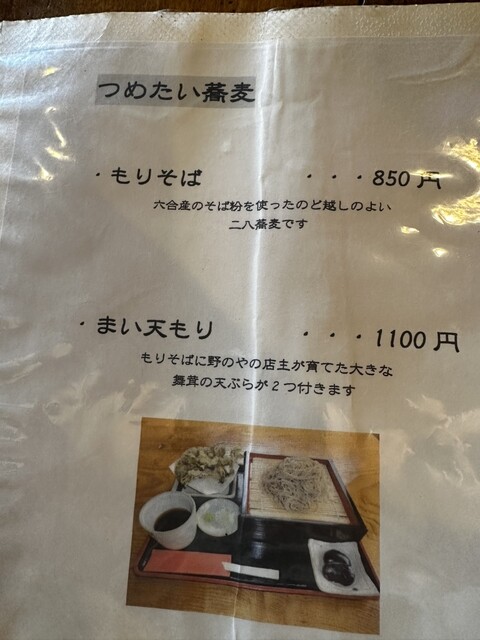 つめたい蕎麦
・もりそば ・・・850円
六合産のそば粉を使ったのど越しのよい
二八蕎麦です
・まい天もり ・・・1100円
もりそばに野のやの店主が育てた大きな
舞茸の天ぷらが2つ付きます